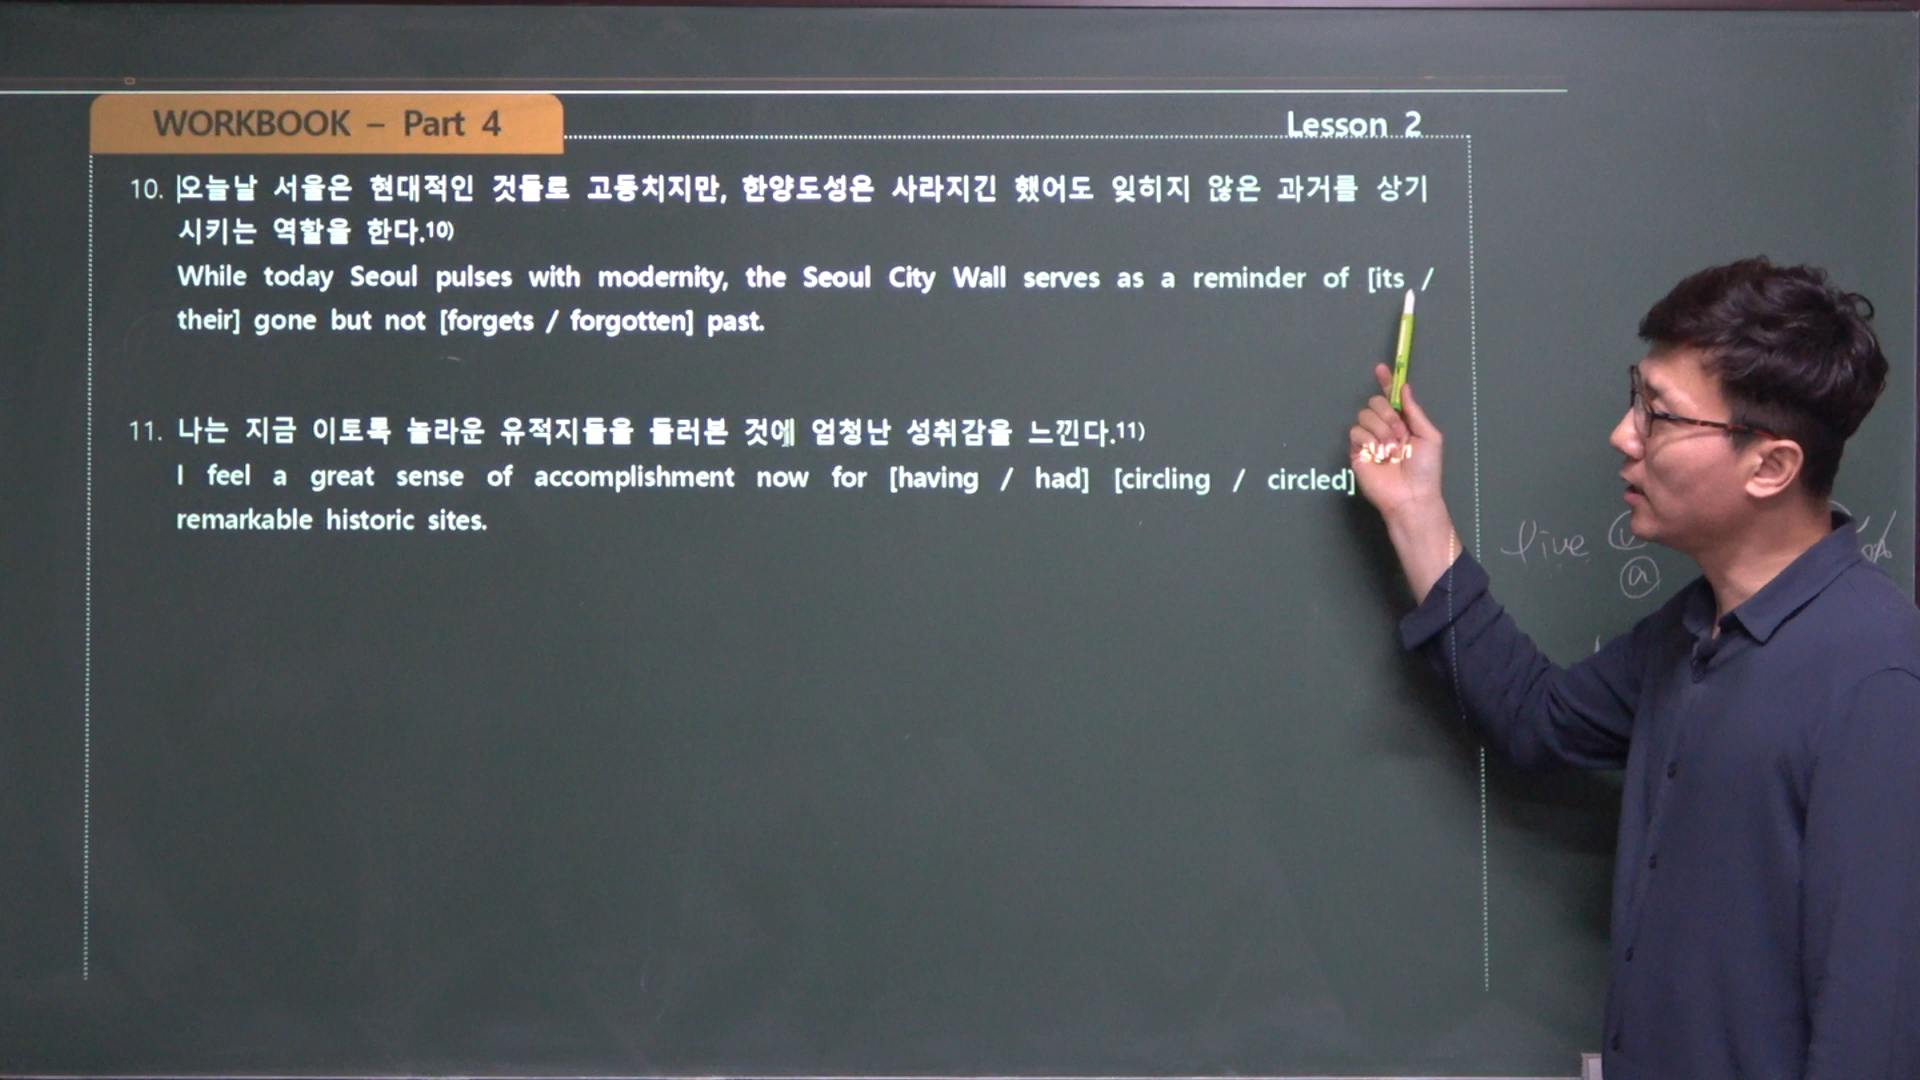 WORKBOOK – Part 4
Lesson 2
10. 오늘날 서울은 현대적인 것들로 고동치지만, 한양도성은 사라지긴 했어도 잊히지 않은 과거를 상기
시키는 역할을 한다.10)
While today Seoul pulses with modernity, the Seoul City Wall serves as a reminder of [its /
their] gone but not [forgets / forgotten] past.
11. 나는 지금 이토록 놀라운 유적지들을 둘러본 것에 엄청난 성취감을 느낀다.11)
I feel a great sense of accomplishment now for [having / had] [circling / circled] such
remarkable historic sites.
live
a